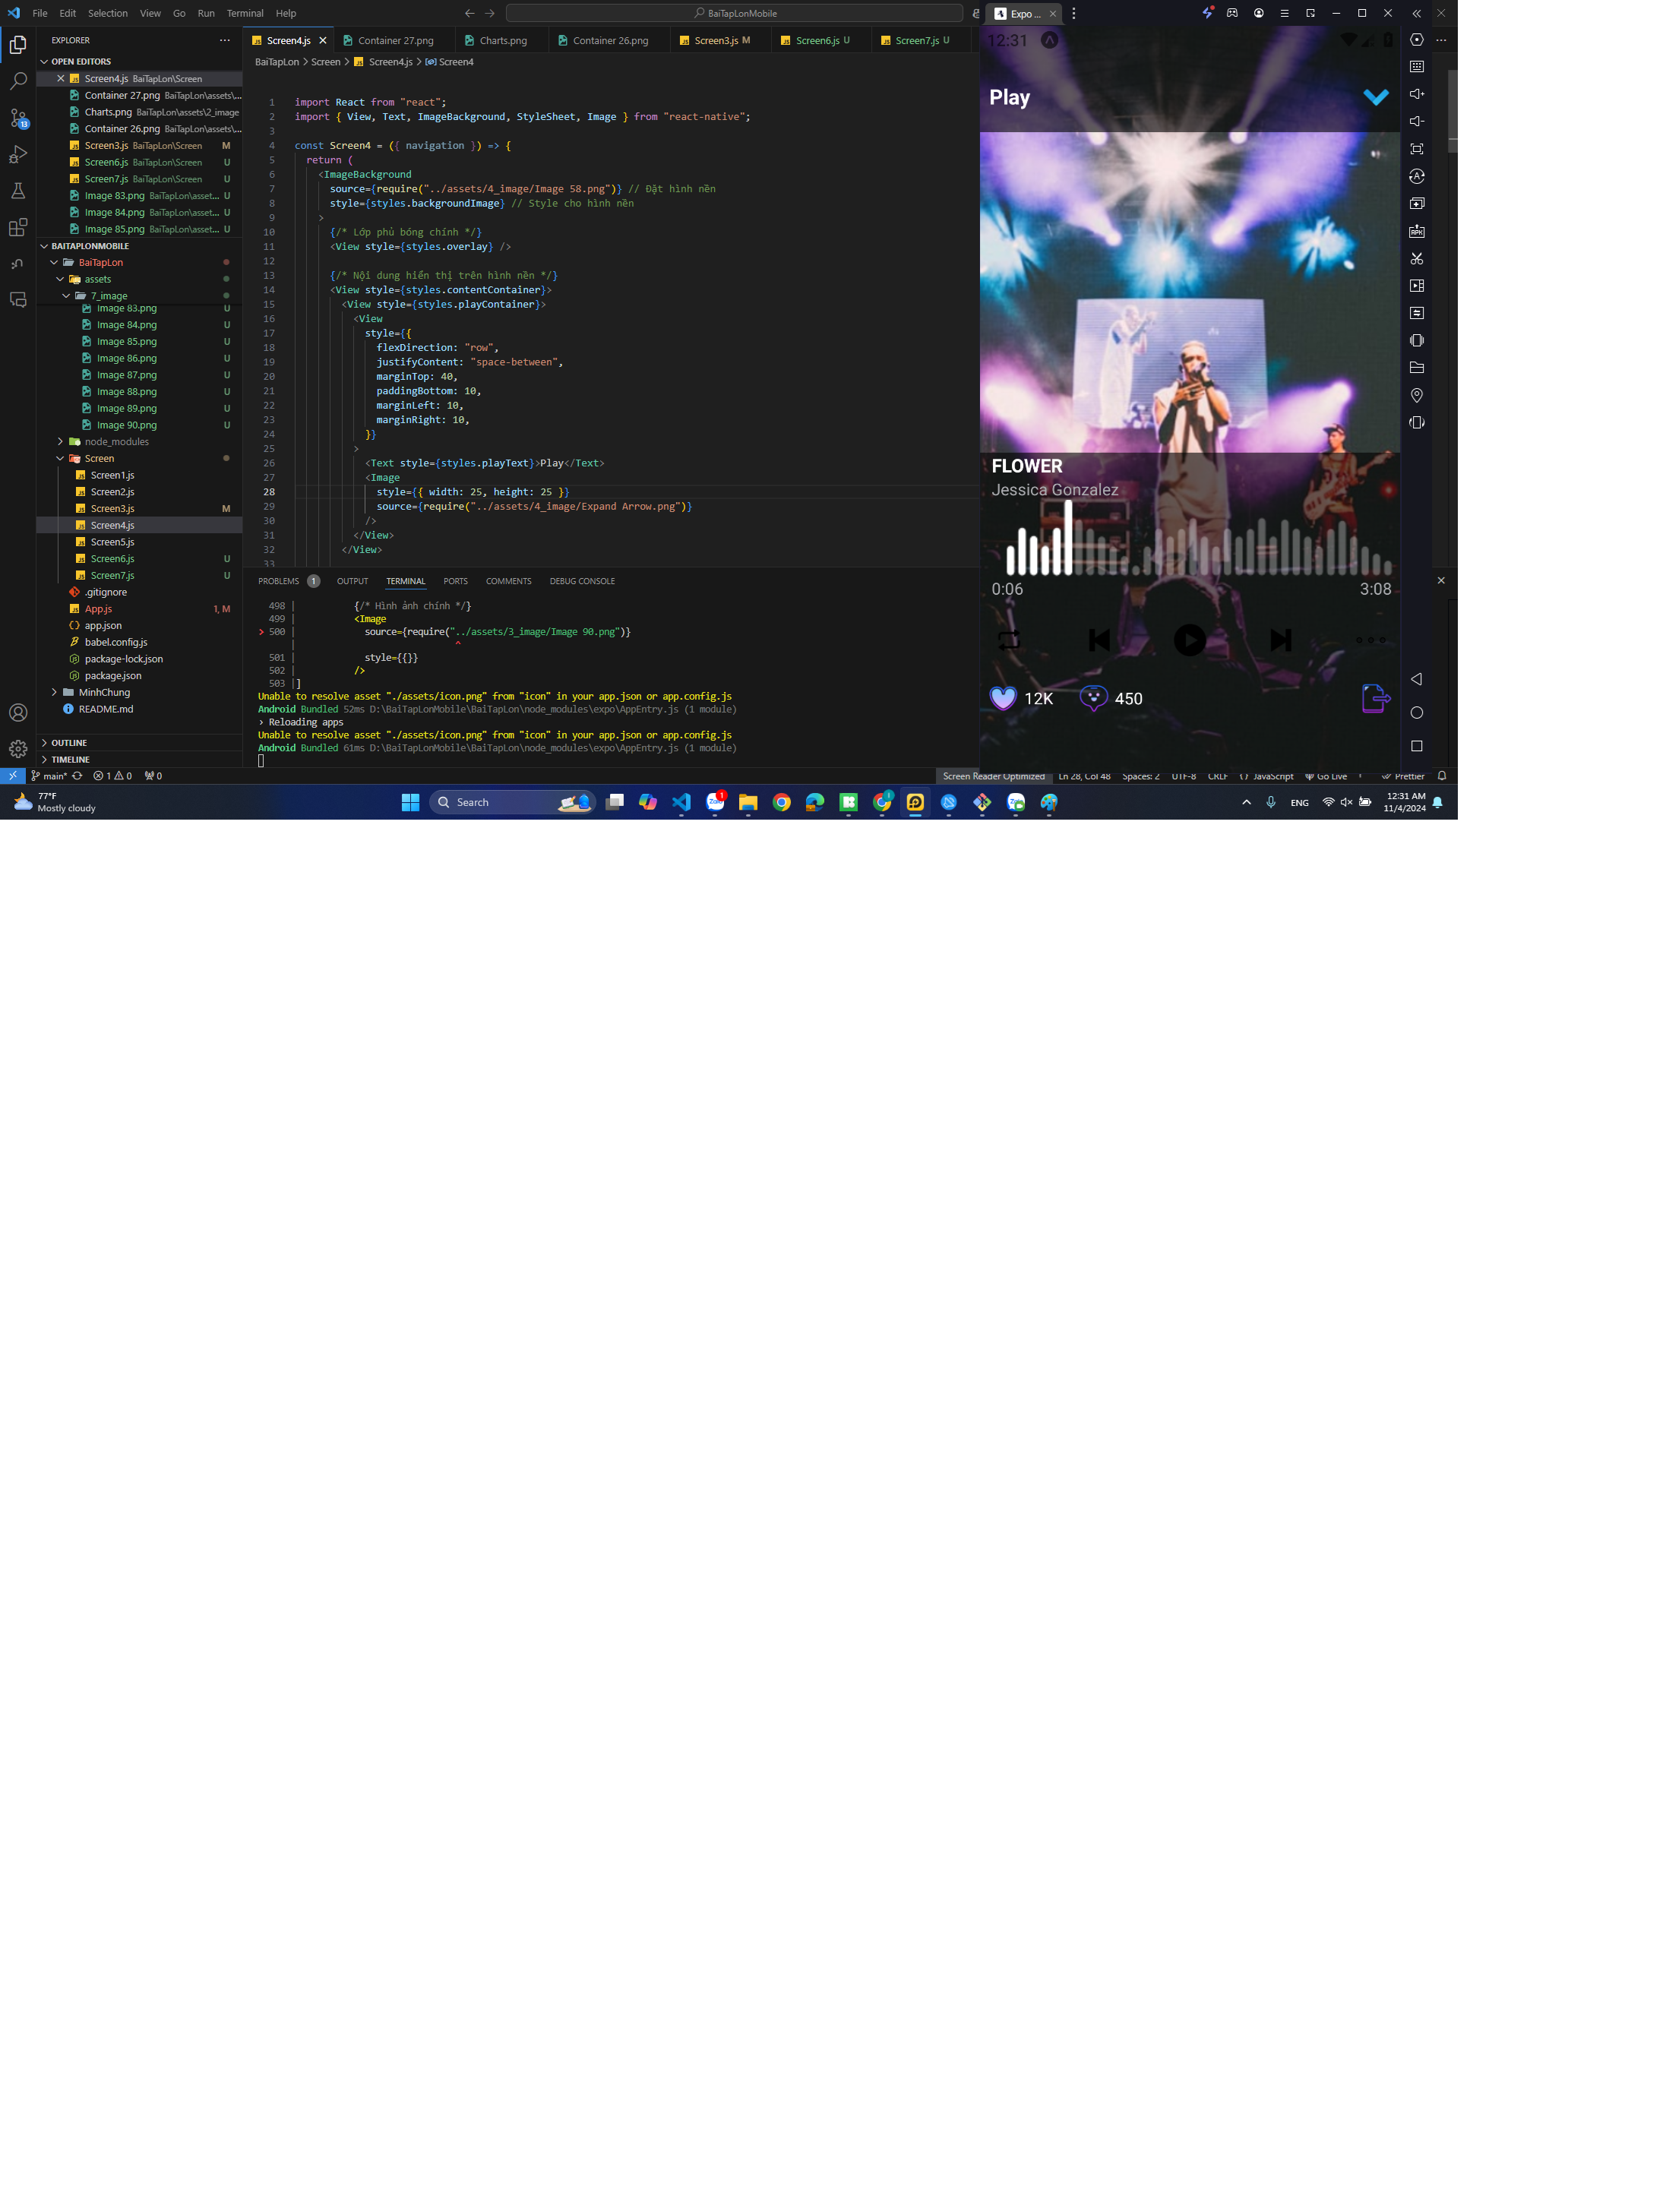 File Edit Selection View Go Run Terminal Help
BaiTapLonMobile
Expo ...
EXPLORER
OPEN EDITORS
Screen4.js BaiTapLon\Screen
Container 27.png BaiTapLon\assets\...
Charts.png BaiTapLon\assets\2_image
Container 26.png BaiTapLon\assets\...
Screen3.js BaiTapLon\Screen M
Screen6.js BaiTapLon\Screen U
Screen7.js BaiTapLon\Screen U
Image 83.png BaiTapLon\asset... U
Image 84.png BaiTapLon\asset... U
Image 85.png BaiTapLon\asset... U
Image 89.png BaiTapLon\asset... U
BAITAPLONMOBILE
BaiTapLon
assets
7_image
Image 83.png U
Image 84.png U
Image 85.png U
Image 86.png U
Image 87.png U
Image 88.png U
Image 89.png U
Image 90.png U
node_modules
Screen
Screen1.js
Screen2.js
Screen3.js M
Screen4.js
Screen5.js
Screen6.js U
Screen7.js U
.gitignore
App.js 1, M
app.json
babel.config.js
package-lock.json
package.json
MinhChung
README.md
OUTLINE
TIMELINE
13
Screen4.js Container 27.png Charts.png Container 26.png Screen3.js M Screen6.js U Screen7.js U
BaiTapLon > Screen > Screen4.js > Screen4
1 import React from "react";
2 import { View, Text, ImageBackground, StyleSheet, Image } from "react-native";
3
4 const Screen4 = ({ navigation }) => {
5 return (
6 <ImageBackground
7 source={require("../assets/4_image/Image 58.png")} // Đặt hình nền
8 style={styles.backgroundImage} // Style cho hình nền
9 >
10 {/* Lớp phủ bóng chính */}
11 <View style={styles.overlay} />
12
13 {/* Nội dung hiển thị trên hình nền */}
14 <View style={styles.contentContainer}>
15 <View style={styles.playContainer}>
16 <View
17 style={{
18 flexDirection: "row",
19 justifyContent: "space-between",
20 marginTop: 40,
21 paddingBottom: 10,
22 marginLeft: 10,
23 marginRight: 10,
24 }}
25 >
26 <Text style={styles.playText}>Play</Text>
27 <Image
28 style={{ width: 25, height: 25 }}
29 source={require("../assets/4_image/Expand Arrow.png")}
30 />
31 </View>
32 </View>
33
PROBLEMS 1 OUTPUT TERMINAL PORTS COMMENTS DEBUG CONSOLE
498 | {/* Hình ảnh chính */}
499 | <Image
> 500 | source={require("../assets/3_image/Image 90.png")}
| ^
501 | style={{}}
502 | />
503 |]
Unable to resolve asset "./assets/icon.png" from "icon" in your app.json or app.config.js
Android Bundled 52ms D:\BaiTapLonMobile\BaiTapLon\node_modules\expo\AppEntry.js (1 module)
› Reloading apps
Unable to resolve asset "./assets/icon.png" from "icon" in your app.json or app.config.js
Android Bundled 61ms D:\BaiTapLonMobile\BaiTapLon\node_modules\expo\AppEntry.js (1 module)
12:31
Play
FLOWER
Jessica Gonzalez
0:06 3:08
12K 450
APK
main* 1 0 0
Screen Reader Optimized Ln 28, Col 48 Spaces: 2 UTF-8 CRLF {} JavaScript Go Live Prettier
77°F
Mostly cloudy
Search
Zalo
1
ENG
12:31 AM
11/4/2024